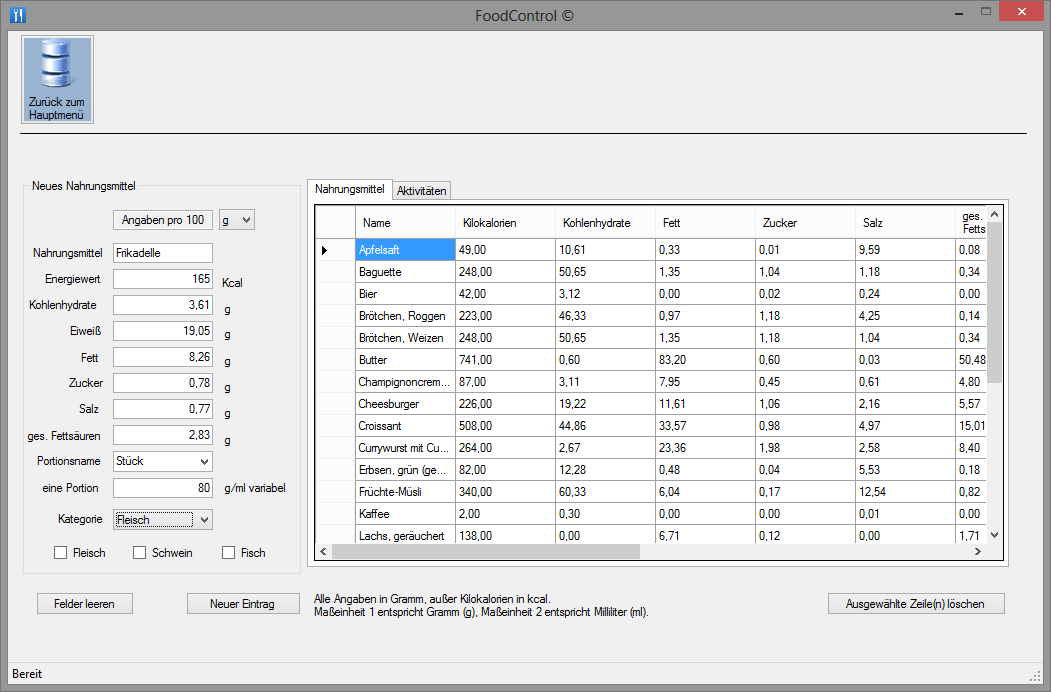 FoodControl ©
Zurück zum
Hauptmenü
Neues Nahrungsmittel
Angaben pro 100 g
Nahrungsmittel Frikadelle
Energiewert 165 Kcal
Kohlenhydrate 3,61 g
Eiweiß 19,05 g
Fett 8,26 g
Zucker 0,78 g
Salz 0,77 g
ges. Fettsäuren 2,83 g
Portionsname Stück
eine Portion 80 g/ml variabel
Kategorie Fleisch
Fleisch Schwein Fisch
Felder leeren Neuer Eintrag
Nahrungsmittel Aktivitäten
Name Kilokalorien Kohlenhydrate Fett Zucker Salz ges.
Fetts
Apfelsaft 49,00 10,61 0,33 0,01 9,59 0,08
Baguette 248,00 50,65 1,35 1,04 1,18 0,34
Bier 42,00 3,12 0,00 0,02 0,24 0,00
Brötchen, Roggen 223,00 46,33 0,97 1,18 4,25 0,14
Brötchen, Weizen 248,00 50,65 1,35 1,18 1,04 0,34
Butter 741,00 0,60 83,20 0,60 0,03 50,48
Champignoncrem... 87,00 3,11 7,95 0,45 0,61 4,80
Cheesburger 226,00 19,22 11,61 1,06 2,16 5,57
Croissant 508,00 44,86 33,57 0,98 4,97 15,01
Currywurst mit Cu... 264,00 2,67 23,36 1,98 2,58 8,40
Erbsen, grün (ge... 82,00 12,28 0,48 0,04 5,53 0,18
Früchte-Müsli 340,00 60,33 6,04 0,17 12,54 0,82
Kaffee 2,00 0,30 0,00 0,00 0,01 0,00
Lachs, geräuchert 138,00 0,00 6,71 0,12 0,00 1,71
Alle Angaben in Gramm, außer Kilokalorien in kcal.
Maßeinheit 1 entspricht Gramm (g), Maßeinheit 2 entspricht Milliliter (ml).
Ausgewählte Zeile(n) löschen
Bereit